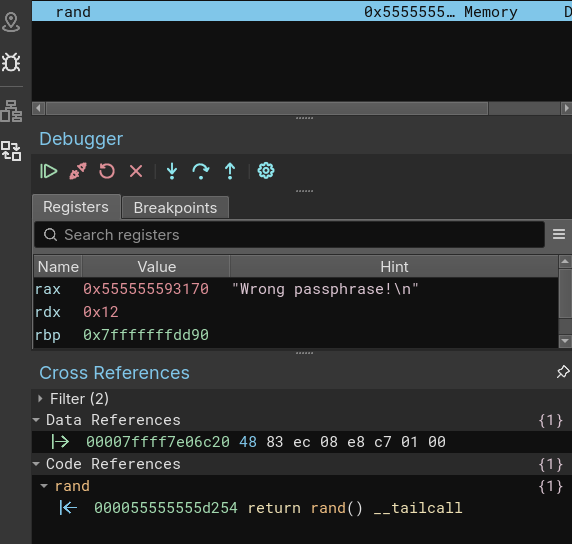 rand 0x5555555… Memory D
Debugger
Registers Breakpoints
Search registers
Name Value Hint
rax 0x555555593170 "Wrong passphrase!\n"
rdx 0x12
rbp 0x7fffffffdd90
Cross References
Filter (2)
Data References {1}
00007ffff7e06c20 48 83 ec 08 e8 c7 01 00
Code References {1}
rand {1}
000055555555d254 return rand() __tailcall